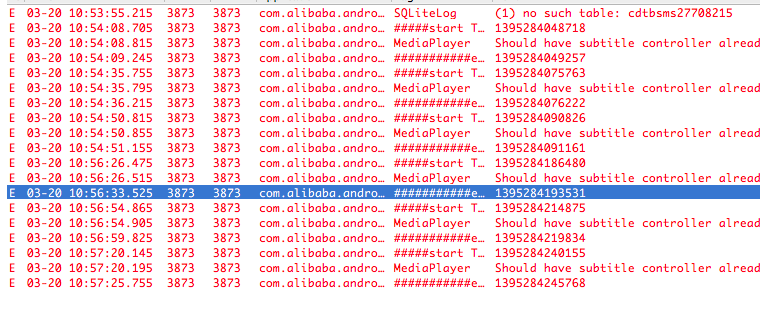 E 03-20 10:53:55.215 3873 3873 com.alibaba.andro… SQLiteLog (1) no such table: cdtbsms27708215
E 03-20 10:54:08.705 3873 3873 com.alibaba.andro… #####start T… 1395284048718
E 03-20 10:54:08.815 3873 3873 com.alibaba.andro… MediaPlayer Should have subtitle controller already
E 03-20 10:54:09.245 3873 3873 com.alibaba.andro… ###########e… 1395284049257
E 03-20 10:54:35.755 3873 3873 com.alibaba.andro… #####start T… 1395284075763
E 03-20 10:54:35.795 3873 3873 com.alibaba.andro… MediaPlayer Should have subtitle controller already
E 03-20 10:54:36.215 3873 3873 com.alibaba.andro… ###########e… 1395284076222
E 03-20 10:54:50.815 3873 3873 com.alibaba.andro… #####start T… 1395284090826
E 03-20 10:54:50.855 3873 3873 com.alibaba.andro… MediaPlayer Should have subtitle controller already
E 03-20 10:54:51.155 3873 3873 com.alibaba.andro… ###########e… 1395284091161
E 03-20 10:56:26.475 3873 3873 com.alibaba.andro… #####start T… 1395284186480
E 03-20 10:56:26.515 3873 3873 com.alibaba.andro… MediaPlayer Should have subtitle controller already
E 03-20 10:56:33.525 3873 3873 com.alibaba.andro… ###########e… 1395284193531
E 03-20 10:56:54.865 3873 3873 com.alibaba.andro… #####start T… 1395284214875
E 03-20 10:56:54.905 3873 3873 com.alibaba.andro… MediaPlayer Should have subtitle controller already
E 03-20 10:56:59.825 3873 3873 com.alibaba.andro… ###########e… 1395284219834
E 03-20 10:57:20.145 3873 3873 com.alibaba.andro… #####start T… 1395284240155
E 03-20 10:57:20.195 3873 3873 com.alibaba.andro… MediaPlayer Should have subtitle controller already
E 03-20 10:57:25.755 3873 3873 com.alibaba.andro… ###########e… 1395284245768